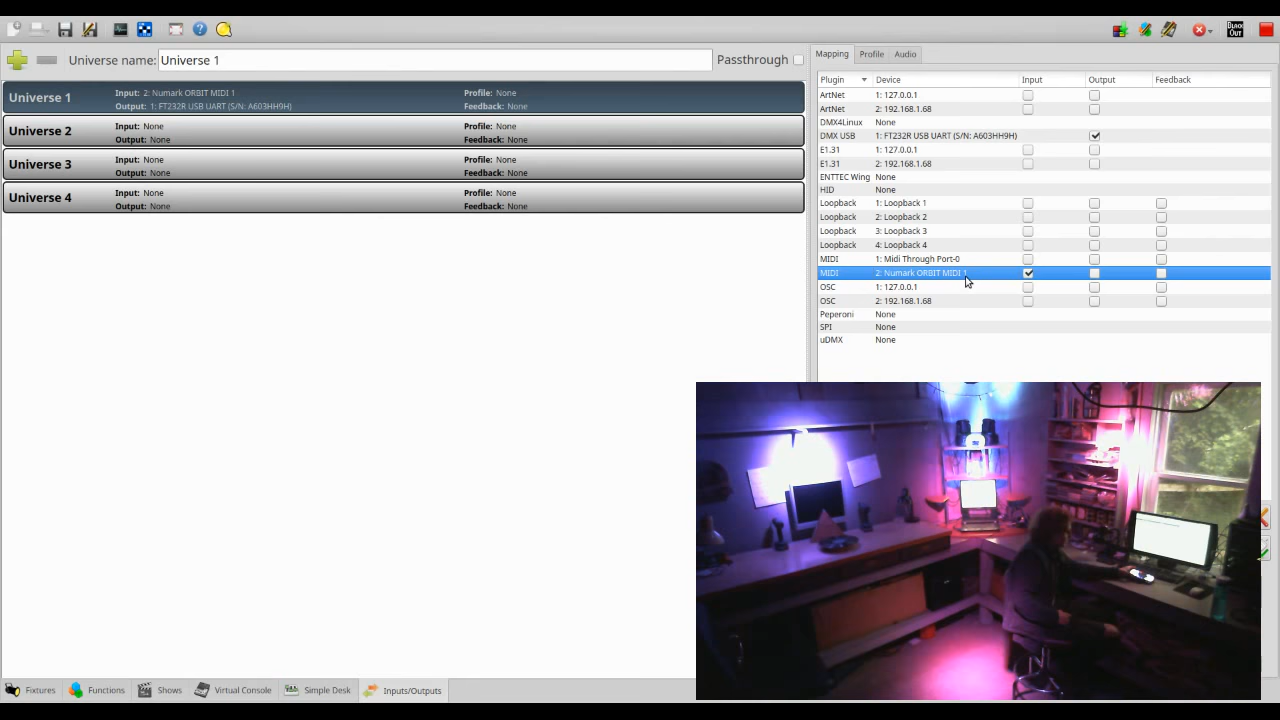 BLACK OUT
Universe name: Universe 1 Passthrough
Mapping Profile Audio
Universe 1 Input: 2: Numark ORBIT MIDI 1 Profile: None
Output: 1: FT232R USB UART (S/N: A603HH9H) Feedback: None
Universe 2 Input: None Profile: None
Output: None Feedback: None
Universe 3 Input: None Profile: None
Output: None Feedback: None
Universe 4 Input: None Profile: None
Output: None Feedback: None
Plugin Device Input Output Feedback
ArtNet 1: 127.0.0.1
ArtNet 2: 192.168.1.68
DMX4Linux None
DMX USB 1: FT232R USB UART (S/N: A603HH9H)
E1.31 1: 127.0.0.1
E1.31 2: 192.168.1.68
ENTTEC Wing None
HID None
Loopback 1: Loopback 1
Loopback 2: Loopback 2
Loopback 3: Loopback 3
Loopback 4: Loopback 4
MIDI 1: Midi Through Port-0
MIDI 2: Numark ORBIT MIDI 1
OSC 1: 127.0.0.1
OSC 2: 192.168.1.68
Peperoni None
SPI None
uDMX None
Fixtures Functions Shows Virtual Console Simple Desk Inputs/Outputs